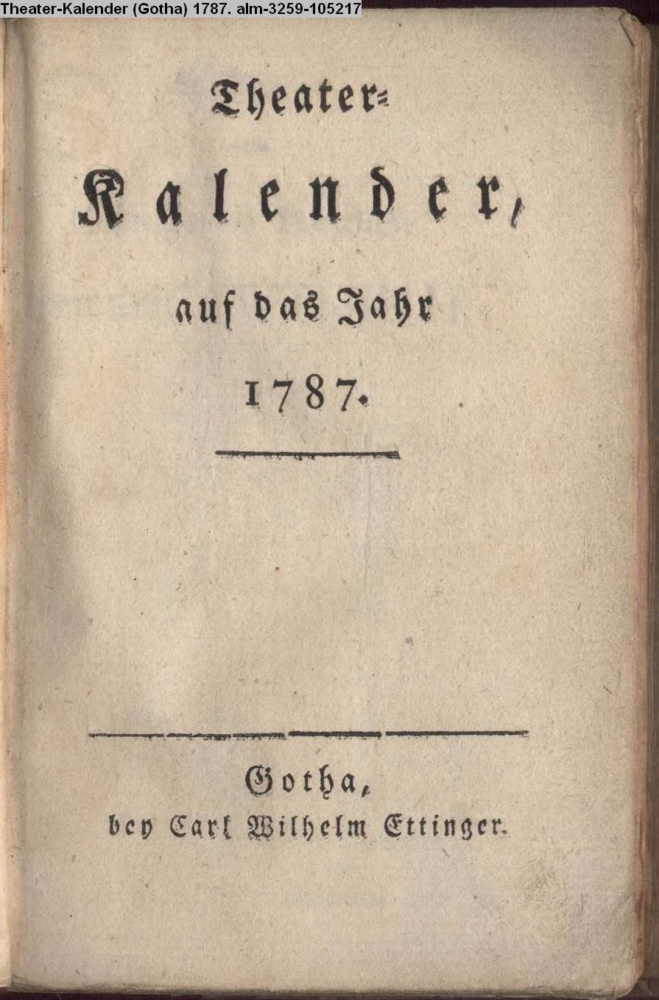 Theater-Kalender (Gotha) 1787. alm-3259-105217
Theater-
Kalender,
auf das Jahr
1787.
Gotha,
bey Carl Wilhelm Ettinger.